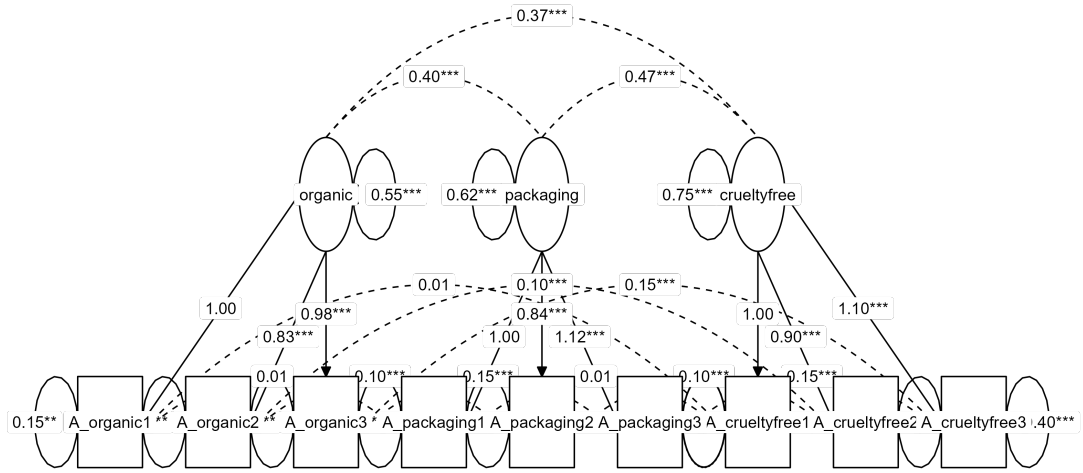 0.37***
0.40*** 0.47***
organic 0.55*** 0.62*** packaging 0.75*** crueltyfree
0.01 0.10*** 0.15***
1.00 0.98*** 0.84*** 1.00 1.10***
0.83*** 1.00 1.12*** 0.90***
0.01 0.10*** 0.15*** 0.01 0.10*** 0.15***
0.15** A_organic1 ** A_organic2 ** A_organic3 * A_packaging1 A_packaging2 A_packaging3 A_crueltyfree1 A_crueltyfree2 A_crueltyfree3 .40***